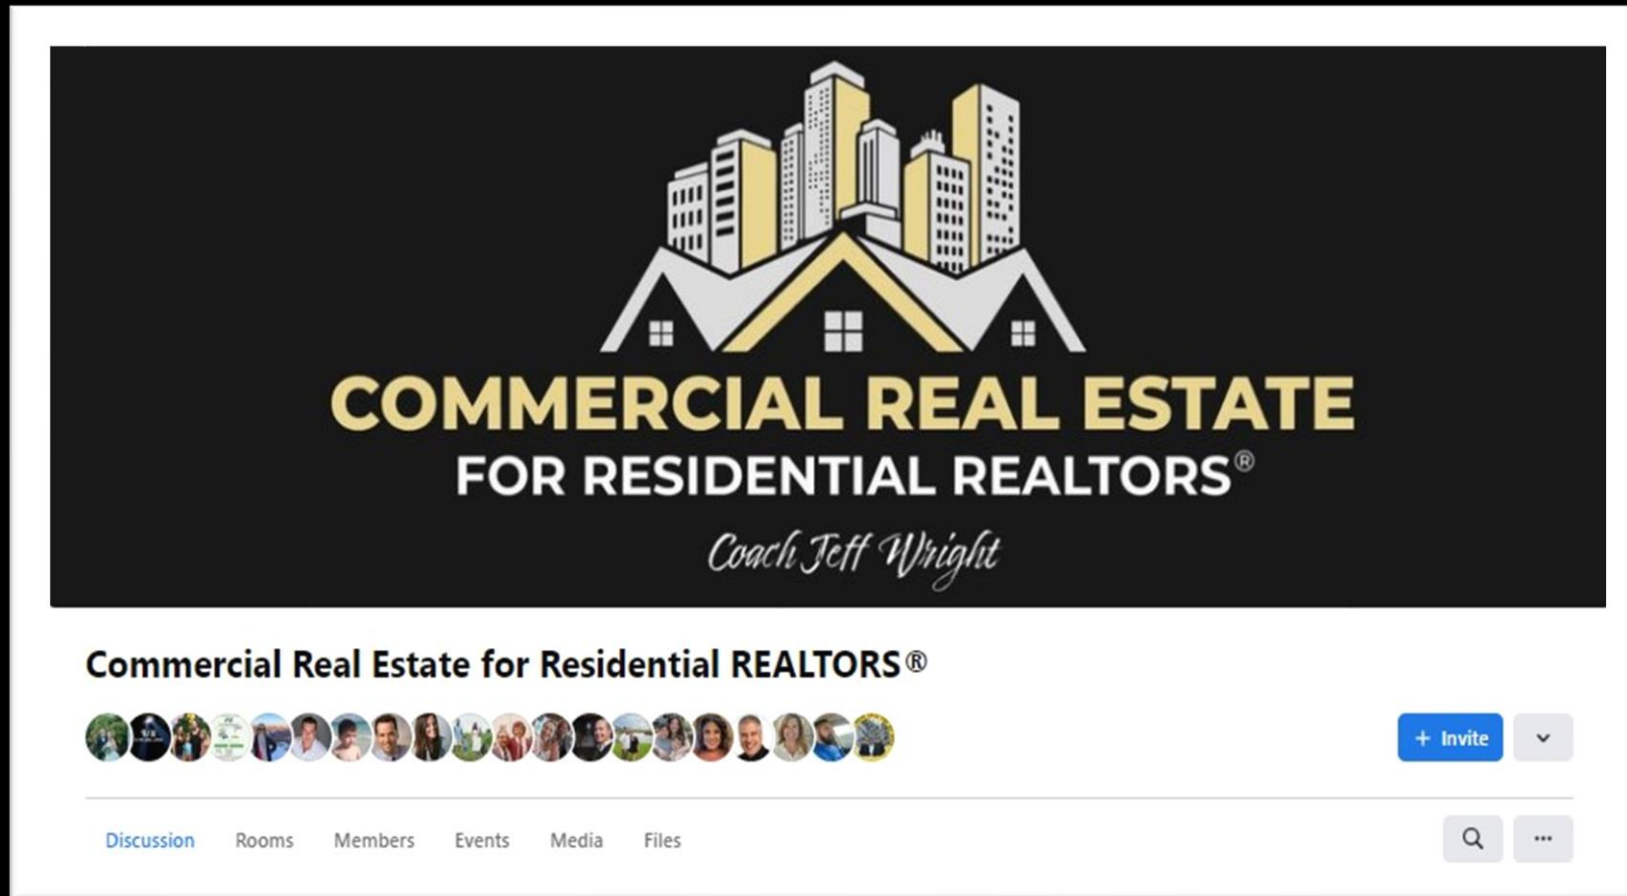 COMMERCIAL REAL ESTATE
FOR RESIDENTIAL REALTORS®
Coach Jeff Wright
Commercial Real Estate for Residential REALTORS®
+ Invite
Discussion Rooms Members Events Media Files